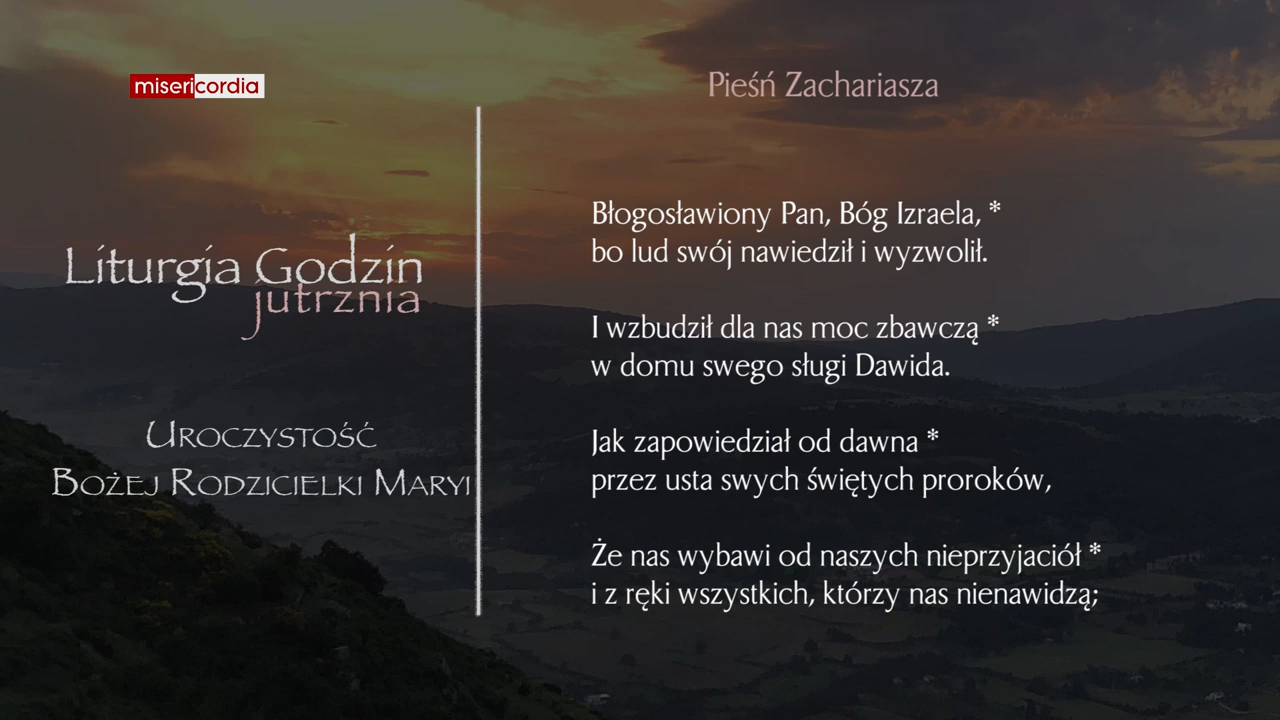 misericordia
Liturgia Godzin
jutrznia
Uroczystość
Bożej Rodzicielki Maryi
Pieśń Zachariasza
Błogosławiony Pan, Bóg Izraela, *
bo lud swój nawiedził i wyzwolił.
I wzbudził dla nas moc zbawczą *
w domu swego sługi Dawida.
Jak zapowiedział od dawna *
przez usta swych świętych proroków,
Że nas wybawi od naszych nieprzyjaciół *
i z ręki wszystkich, którzy nas nienawidzą;